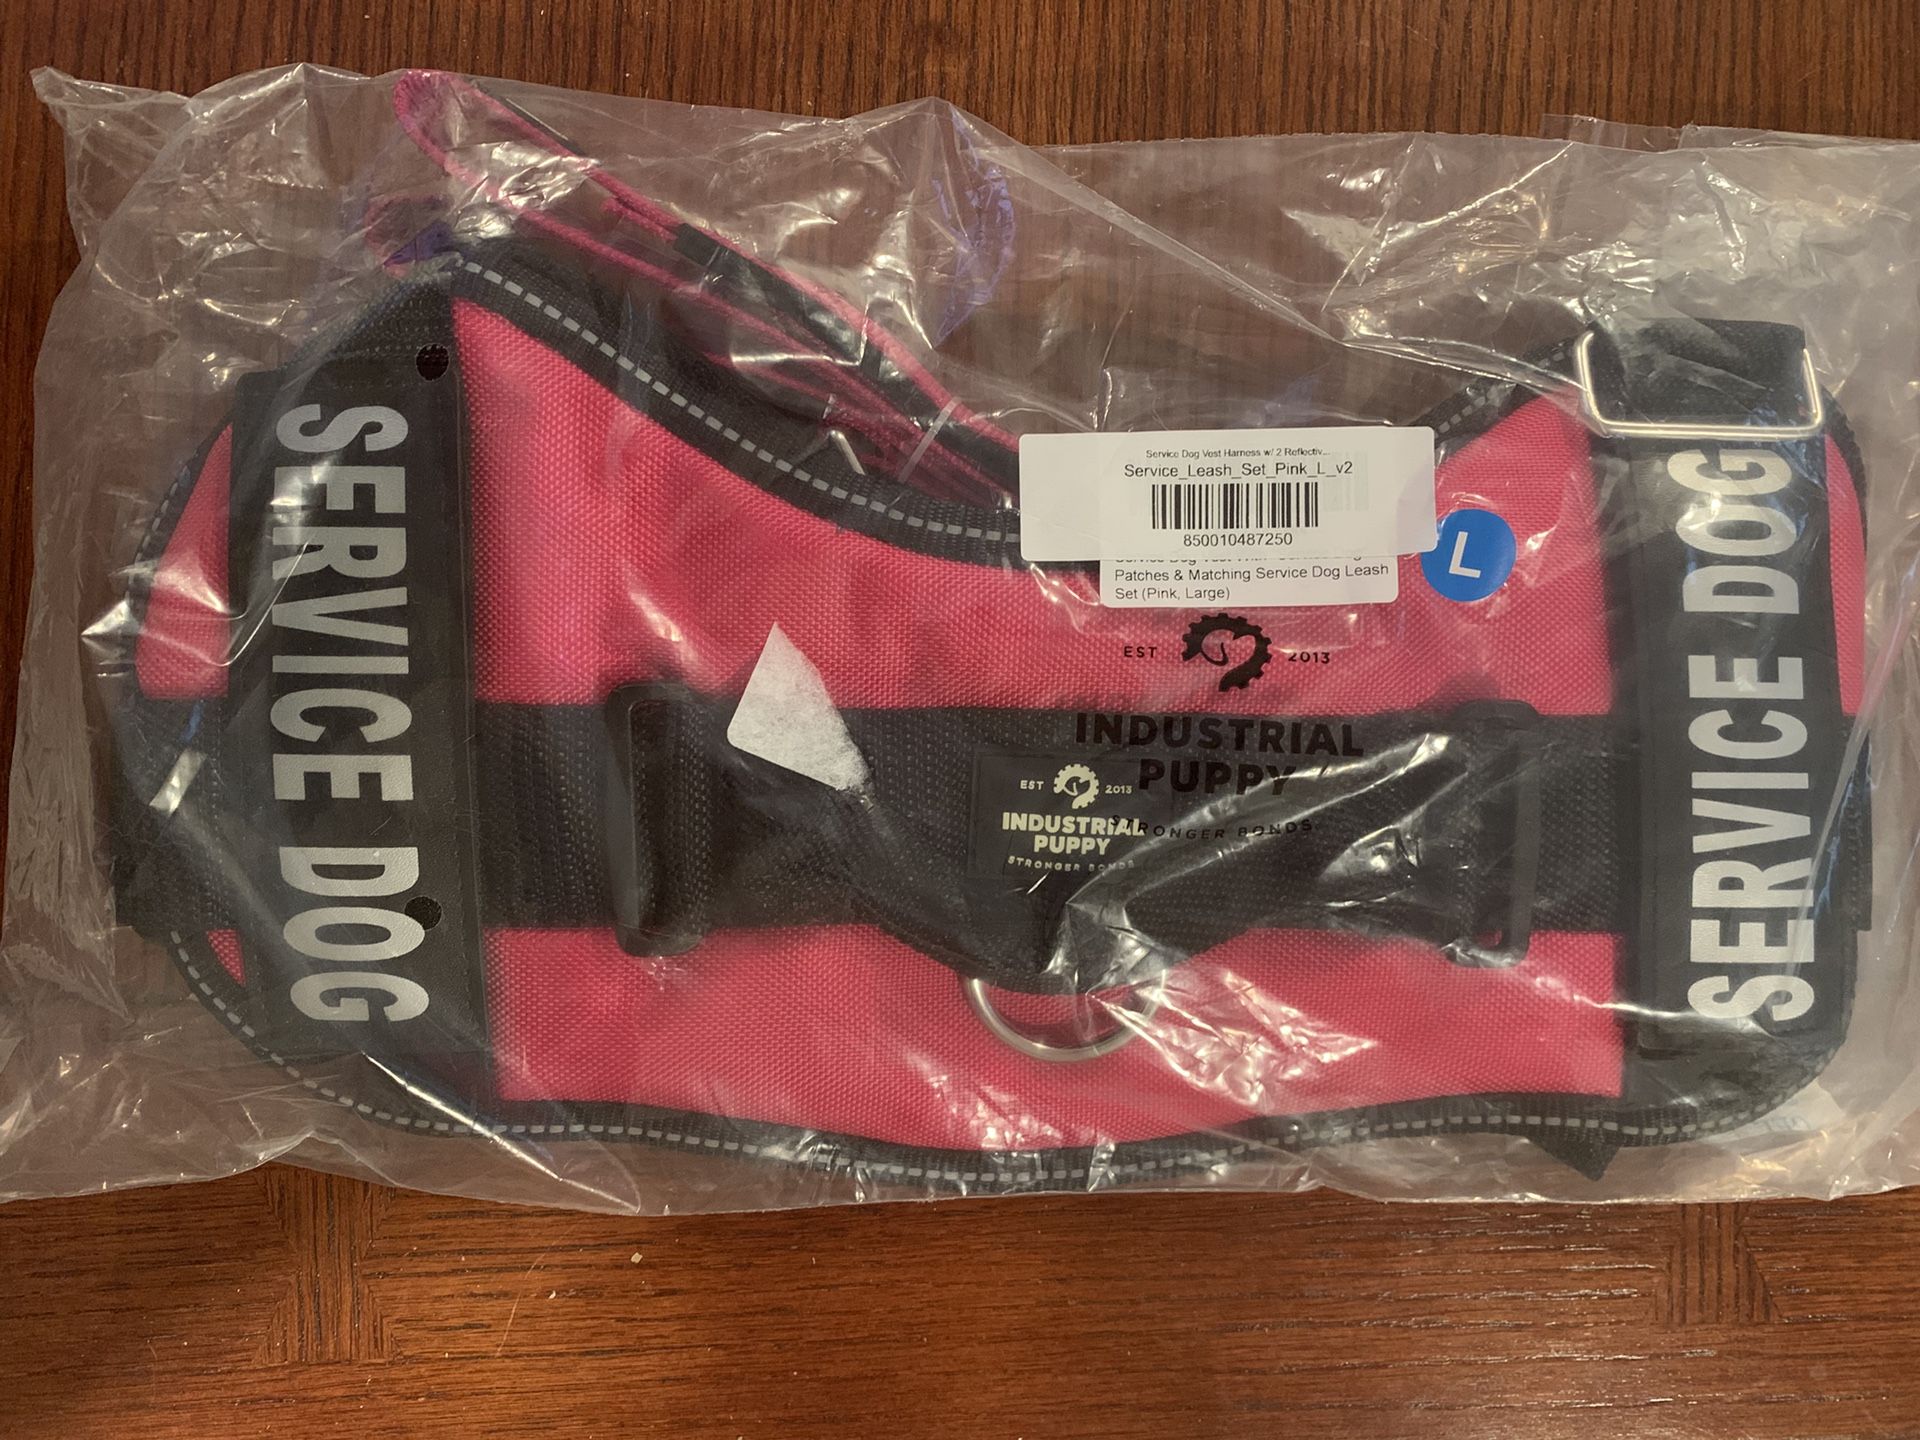 SERVICE DOG
Service Dog Vest Harness w/ 2 Reflectiv...
Service_Leash_Set_Pink_L_v2
850010487250
Patches & Matching Service Dog Leash
Set (Pink, Large)
L
EST 2013
INDUSTRIAL
PUPPY
STRONGER BONDS.
EST 2013
INDUSTRIAL
PUPPY
STRONGER BONDS
SERVICE DOG